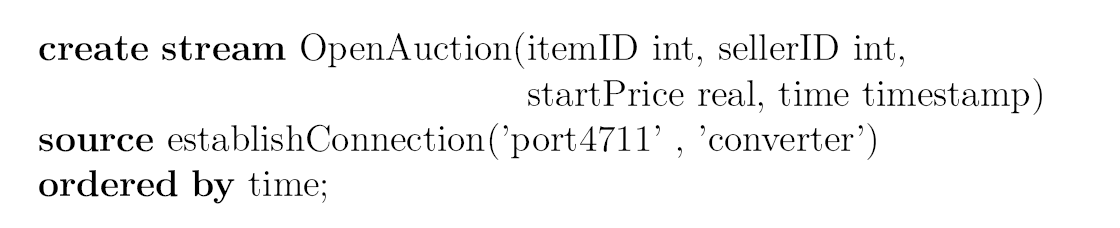 create stream OpenAuction(itemID int, sellerID int,
startPrice real, time timestamp)
source establishConnection('port4711' , 'converter')
ordered by time;